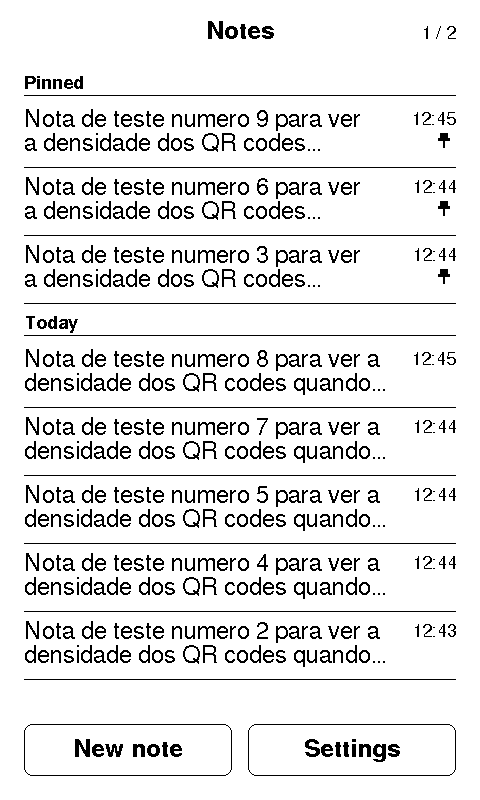 Notes
1 / 2
Pinned
Nota de teste numero 9 para ver
12:45
a densidade dos QR codes...
Nota de teste numero 6 para ver
12:44
a densidade dos QR codes...
Nota de teste numero 3 para ver
12:44
a densidade dos QR codes...
Today
Nota de teste numero 8 para ver a
12:45
densidade dos QR codes quando...
Nota de teste numero 7 para ver a
12:44
densidade dos QR codes quando...
Nota de teste numero 5 para ver a
12:44
densidade dos QR codes quando...
Nota de teste numero 4 para ver a
12:44
densidade dos QR codes quando...
Nota de teste numero 2 para ver a
12:43
densidade dos QR codes quando...
New note
Settings